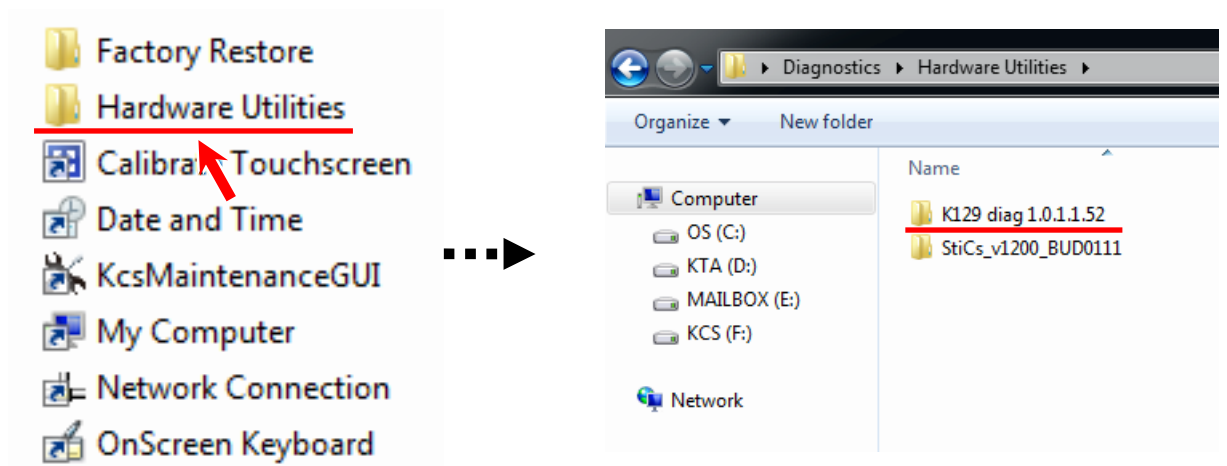 Factory Restore
Hardware Utilities
Calibrate Touchscreen
Date and Time
KcsMaintenanceGUI
My Computer
Network Connection
OnScreen Keyboard
Diagnostics Hardware Utilities
Organize New folder
Name
Computer
OS (C:)
KTA (D:)
MAILBOX (E:)
KCS (F:)
Network
K129 diag 1.0.1.1.52
StiCs_v1200_BUD0111